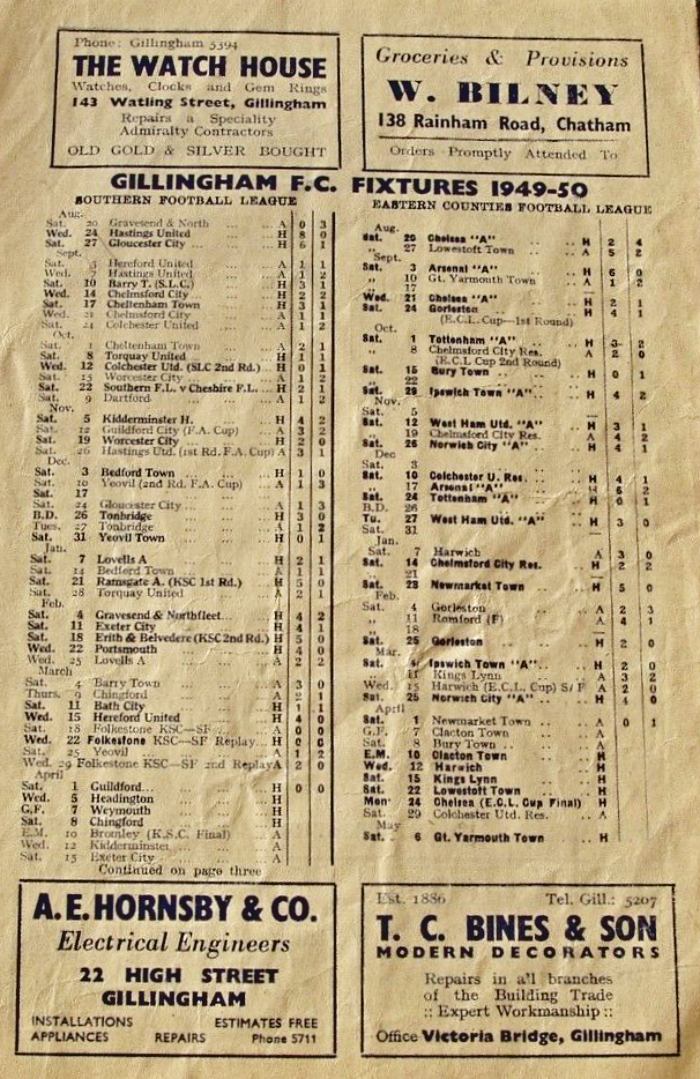 Phone: Gillingham 5394
THE WATCH HOUSE
Watches, Clocks and Gem Rings
143 Watling Street, Gillingham
Repairs a Speciality
Admiralty Contractors
OLD GOLD & SILVER BOUGHT
Groceries & Provisions
W. BILNEY
138 Rainham Road, Chatham
Orders Promptly Attended To
GILLINGHAM F.C. FIXTURES 1949-50
SOUTHERN FOOTBALL LEAGUE
Aug.
Sat. 20 Gravesend & North ... A 0 3
Wed. 24 Hastings United ... H 8 0
Sat. 27 Gloucester City ... H 6 1
Sept.
Sat. 3 Hereford United ... A 1 1
Wed. 7 Hastings United ... A 1 2
Sat. 10 Barry T. (S.L.C.) ... H 3 1
Wed. 14 Chelmsford City ... H 2 2
Sat. 17 Cheltenham Town ... H 3 1
Wed. 21 Chelmsford City ... A 1 1
Sat. 24 Colchester United ... A 1 2
Oct.
Sat. 1 Cheltenham Town ... A 2 1
Sat. 8 Torquay United ... H 1 1
Wed. 12 Colchester Utd. (SLC 2nd Rd.) ... H 0 1
Sat. 15 Worcester City ... A 1 2
Sat. 22 Southern F.L. v Cheshire F.L. ... H 2 1
Sat. 9 Dartford ... A 1 2
Nov.
Sat. 5 Kidderminster H. ... H 4 2
Sat. 12 Guildford City (F.A. Cup) ... A 3 2
Sat. 19 Worcester City ... H 2 0
Sat. 26 Hastings Utd. (1st Rd. F.A. Cup) A 3 1
Dec.
Sat. 3 Bedford Town ... H 1 0
Sat. 10 Yeovil (2nd Rd. F.A. Cup) ... A 1 3
Sat. 17
Sat. 24 Gloucester City ... A 1 3
B.D. 26 Tonbridge ... H 3 0
Tues. 27 Tonbridge ... A 1 2
Sat. 31 Yeovil Town ... H 0 1
Jan.
Sat. 7 Lovells A ... H 2 1
Sat. 14 Bedford Town ... A 1 1
Sat. 21 Ramsgate A. (KSC 1st Rd.) ... H 5 0
Sat. 28 Torquay United ... A 2 1
Feb.
Sat. 4 Gravesend & Northfleet ... H 4 2
Sat. 11 Exeter City ... H 4 1
Sat. 18 Erith & Belvedere (KSC 2nd Rd.) H 5 0
Wed. 22 Portsmouth ... H 4 0
Wed. 25 Lovells A ... A 2 2
March
Sat. 4 Barry Town ... A 3 0
Thurs. 9 Chingford ... A 2 1
Sat. 11 Bath City ... H 1 1
Wed. 15 Hereford United ... H 4 0
Sat. 18 Folkestone KSC—SF ... A 0 0
Wed. 22 Folkestone KSC—SF Replay ... H 0 0
Sat. 25 Yeovil ... A 1 2
Wed. 29 Folkestone KSC—SF 2nd Replay A 2 0
April
Sat. 1 Guildford ... H 0 0
Wed. 5 Headington ... H
G.F. 7 Weymouth ... H
Sat. 8 Chingford ... H
E.M. 10 Bromley (K.S.C. Final) ... A
Wed. 12 Kidderminster ... A
Sat. 15 Exeter City ... A
Continued on page three
EASTERN COUNTIES FOOTBALL LEAGUE
Aug.
Sat. 20 Chelsea "A" .. H 2 4
" 27 Lowestoft Town .. A 5 2
Sept.
Sat. 3 Arsenal "A" .. H 6 0
" 10 Gt. Yarmouth Town .. A 1 2
" 17
Wed. 21 Chelsea "A" .. H 2 1
Sat. 24 Gorleston .. H 4 1
(E.C.L. Cup—1st Round)
Oct.
Sat. 1 Tottenham "A" .. H 3 2
" 8 Chelmsford City Res. A 2 0
(E.C.L Cup 2nd Round)
Sat. 15 Bury Town .. H 0 1
" 22
Sat. 29 Ipswich Town "A" .. H 4 2
Nov.
Sat. 5 —
Sat. 12 West Ham Utd. "A" .. H 3 1
" 19 Chelmsford City Res. A 4 2
Sat. 26 Norwich City "A" .. H 4 1
Dec
Sat. 3
Sat. 10 Colchester U. Res. .. H 4 1
" 17 Arsenal "A" .. H 5 2
Sat. 24 Tottenham "A" .. H 0 1
B.D. 26
Tu. 27 West Ham Utd. "A" .. H 3 0
Sat. 31
Jan.
Sat. 7 Harwich .. A 3 0
Sat. 14 Chelmsford City Res. H 2 2
" 21 —
Sat. 28 Newmarket Town .. H 5 0
Feb.
Sat. 4 Gorleston .. A 2 3
" 11 Romford (F) .. A 4 1
" 18 —
Sat. 25 Gorleston .. H 2 0
Mar.
Sat. 4 Ipswich Town "A" .. H 2 0
" 11 Kings Lynn .. A 3 2
Wed. 15 Harwich (E.C.L. Cup) S/F A 2 0
Sat. 25 Norwich City "A" .. H 4 0
April
Sat. 1 Newmarket Town .. A 0 1
G.F. 7 Clacton Town .. A
Sat. 8 Bury Town .. A
E.M. 10 Clacton Town .. H
Wed. 12 Harwich .. H
Sat. 15 Kings Lynn .. H
Sat. 22 Lowestoft Town .. H
Mon. 24 Chelsea (E.C.L. Cup Final) H
Sat. 29 Colchester Utd. Res. .. A
May
Sat. 6 Gt. Yarmouth Town .. H
A. E. HORNSBY & CO.
Electrical Engineers
22 HIGH STREET
GILLINGHAM
INSTALLATIONS ESTIMATES FREE
APPLIANCES REPAIRS Phone 5711
Est. 1886 Tel. Gill.: 5207
T. C. BINES & SON
MODERN DECORATORS
Repairs in all branches
of the Building Trade
:: Expert Workmanship ::
Office Victoria Bridge, Gillingham